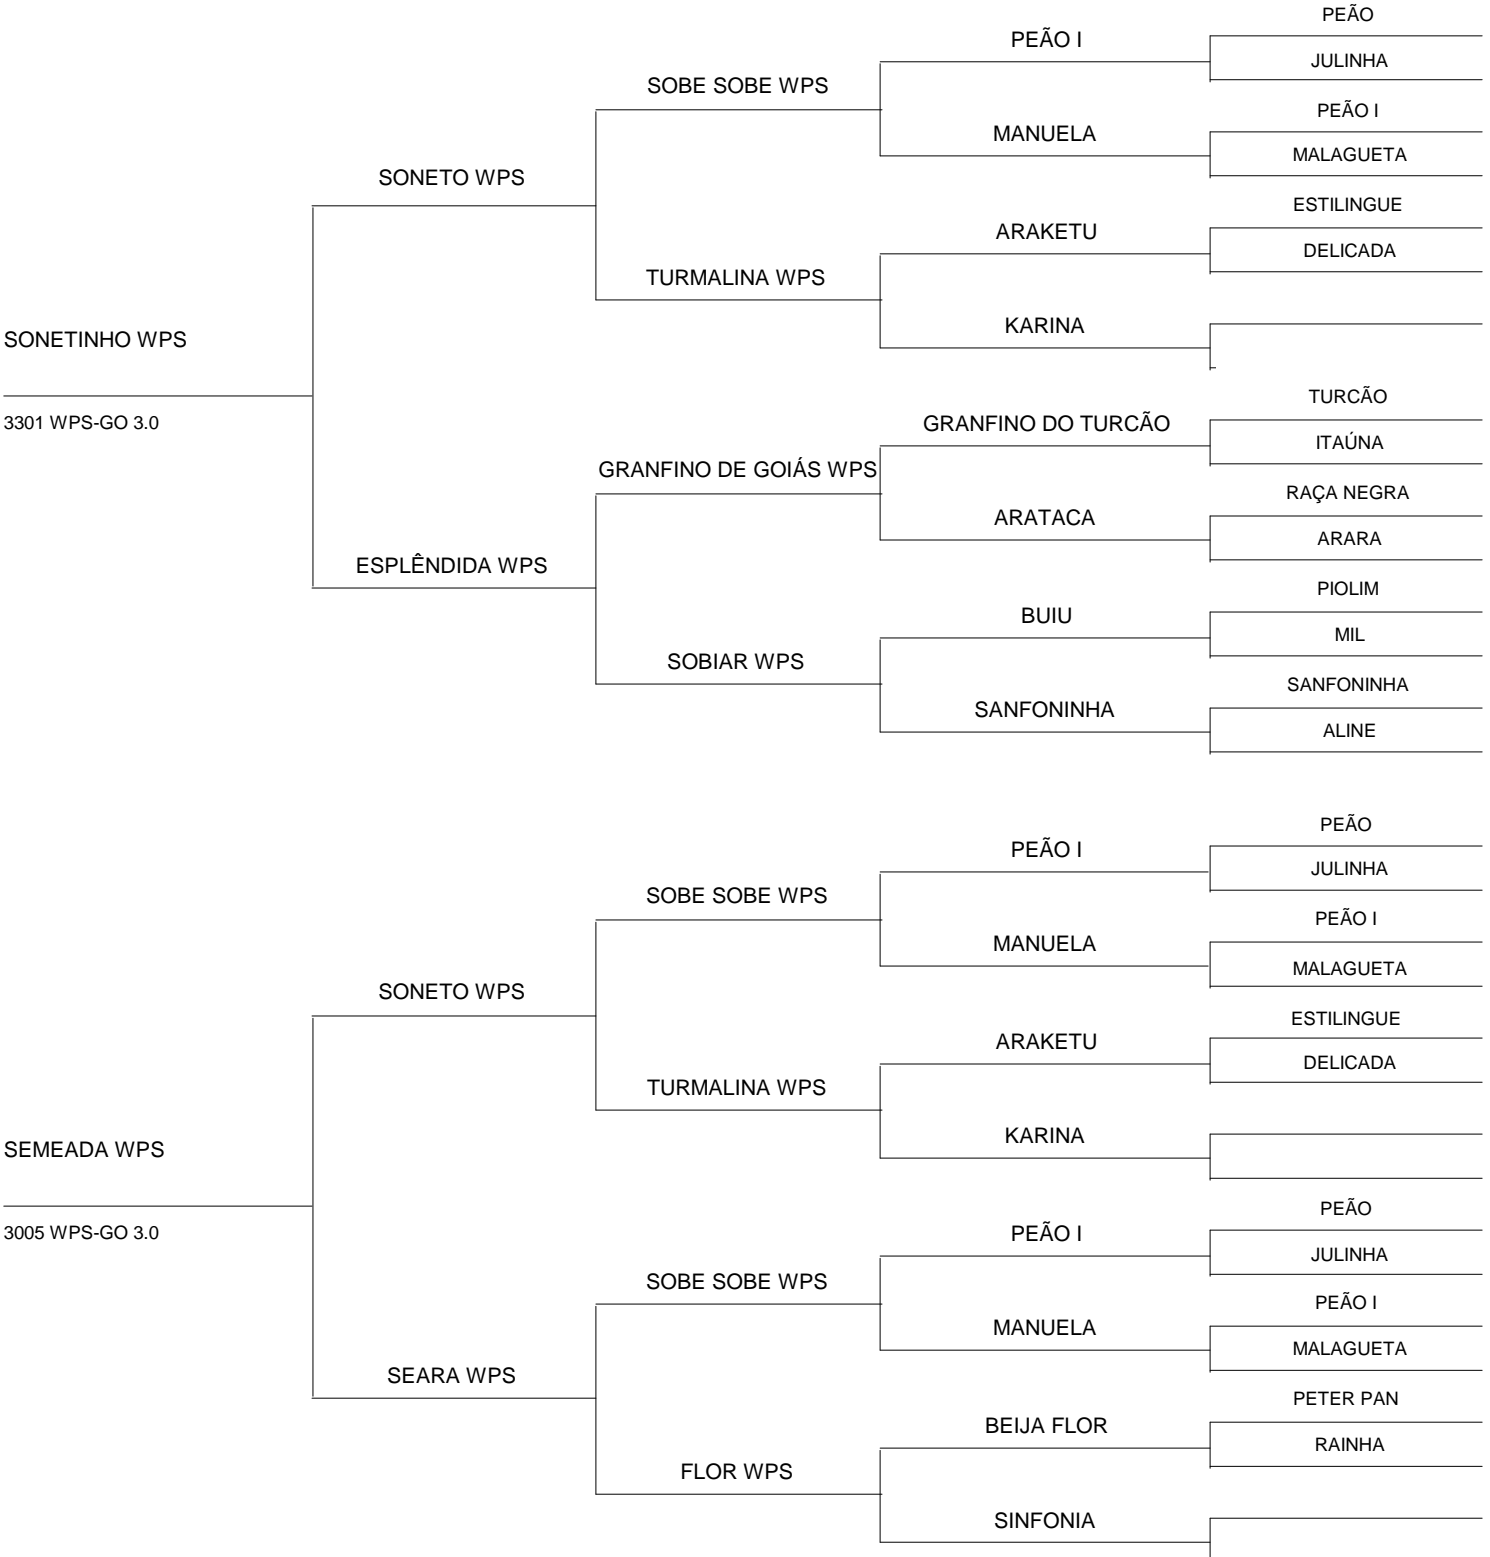 PEÃO
PEÃO I
JULINHA
SOBE SOBE WPS
PEÃO I
MANUELA
MALAGUETA
SONETO WPS
ESTILINGUE
ARAKETU
DELICADA
TURMALINA WPS
KARINA
SONETINHO WPS
TURCÃO
3301 WPS-GO 3.0
GRANFINO DO TURCÃO
ITAÚNA
GRANFINO DE GOIÁS WPS
RAÇA NEGRA
ARATACA
ARARA
ESPLÊNDIDA WPS
PIOLIM
BUIU
MIL
SOBIAR WPS
SANFONINHA
SANFONINHA
ALINE
PEÃO
PEÃO I
JULINHA
SOBE SOBE WPS
PEÃO I
MANUELA
MALAGUETA
SONETO WPS
ESTILINGUE
ARAKETU
DELICADA
TURMALINA WPS
KARINA
SEMEADA WPS
PEÃO
3005 WPS-GO 3.0
PEÃO I
JULINHA
SOBE SOBE WPS
PEÃO I
MANUELA
MALAGUETA
SEARA WPS
PETER PAN
BEIJA FLOR
RAINHA
FLOR WPS
SINFONIA